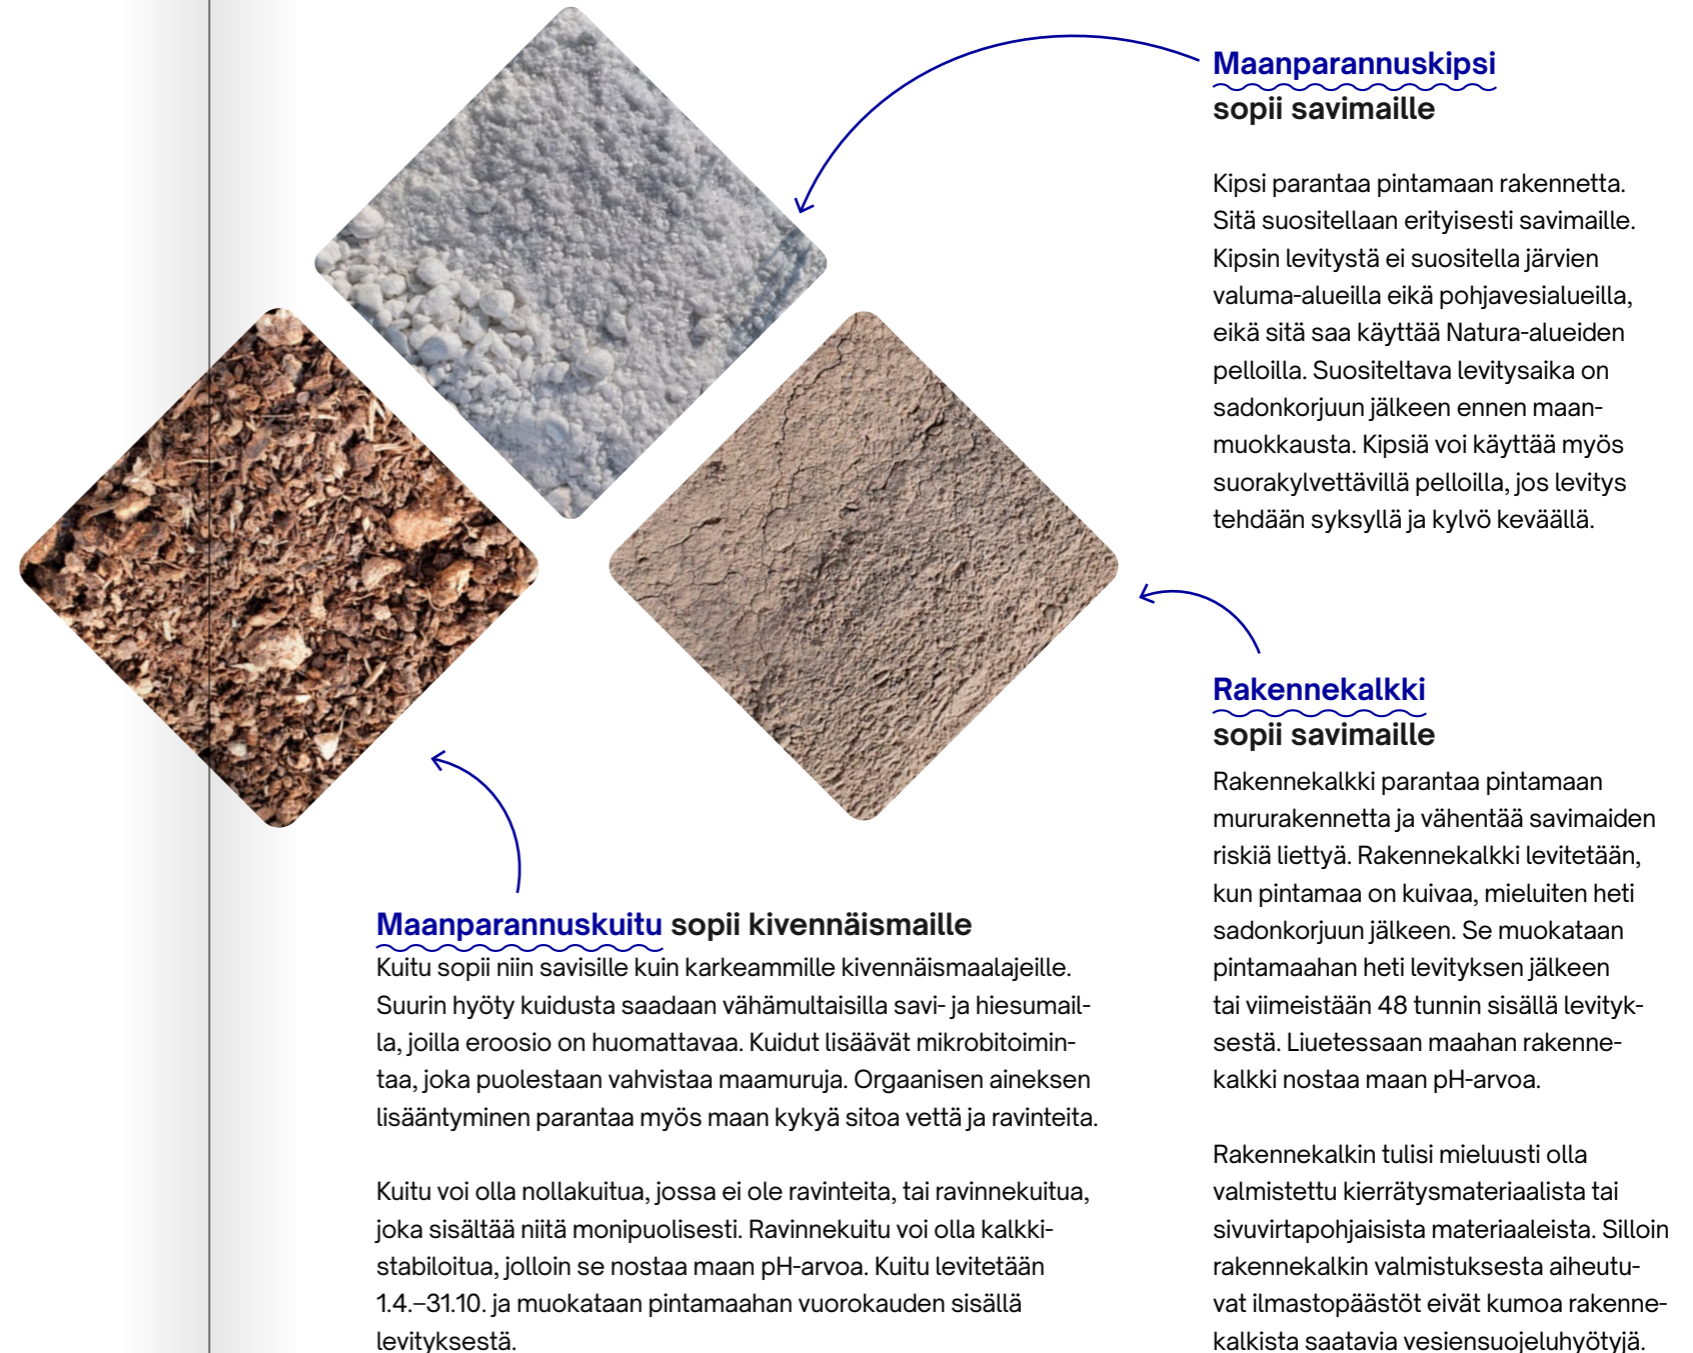 Maanparannuskipsi
sopii savimaille
Kipsi parantaa pintamaan rakennetta.
Sitä suositellaan erityisesti savimaille.
Kipsin levitystä ei suositella järvien
valuma-alueilla eikä pohjavesialueilla,
eikä sitä saa käyttää Natura-alueiden
pelloilla. Suositeltava levitysaika on
sadonkorjuun jälkeen ennen maan-
muokkausta. Kipsiä voi käyttää myös
suorakylvettävillä pelloilla, jos levitys
tehdään syksyllä ja kylvö keväällä.
Rakennekalkki
sopii savimaille
Rakennekalkki parantaa pintamaan
mururakennetta ja vähentää savimaiden
riskiä liettyä. Rakennekalkki levitetään,
kun pintamaa on kuivaa, mieluiten heti
sadonkorjuun jälkeen. Se muokataan
pintamaahan heti levityksen jälkeen
tai viimeistään 48 tunnin sisällä levityk-
sestä. Liuetessaan maahan rakenne-
kalkki nostaa maan pH-arvoa.
Rakennekalkin tulisi mieluusti olla
valmistettu kierrätysmateriaalista tai
sivuvirtapohjaisista materiaaleista. Silloin
rakennekalkin valmistuksesta aiheutu-
vat ilmastopäästöt eivät kumoa rakenne-
kalkista saatavia vesiensuojeluhyötyjä.
Maanparannuskuitu sopii kivennäismaille
Kuitu sopii niin savisille kuin karkeammille kivennäismaalajeille.
Suurin hyöty kuidusta saadaan vähämultaisilla savi- ja hiesumail-
la, joilla eroosio on huomattavaa. Kuidut lisäävät mikrobitoimin-
taa, joka puolestaan vahvistaa maamuruja. Orgaanisen aineksen
lisääntyminen parantaa myös maan kykyä sitoa vettä ja ravinteita.
Kuitu voi olla nollakuitua, jossa ei ole ravinteita, tai ravinnekuitua,
joka sisältää niitä monipuolisesti. Ravinnekuitu voi olla kalkki-
stabiloitua, jolloin se nostaa maan pH-arvoa. Kuitu levitetään
1.4.–31.10. ja muokataan pintamaahan vuorokauden sisällä
levityksestä.